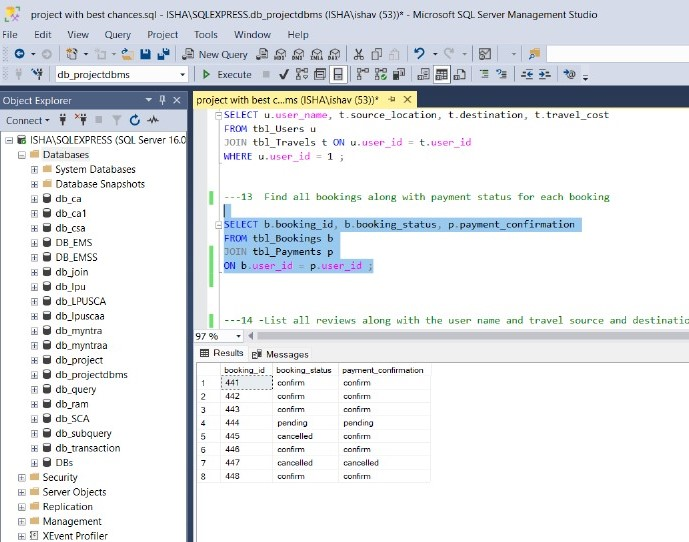 project with best chances.sql - ISHA\SQLEXPRESS.db_projectdbms (ISHA\ishav (53))* - Microsoft SQL Server Management Studio
File Edit View Query Project Tools Window Help
New Query
db_projectdbms Execute
Object Explorer
Connect
ISHA\SQLEXPRESS (SQL Server 16.0
Databases
System Databases
Database Snapshots
db_ca
db_ca1
db_csa
DB_EMS
DB_EMSS
db_join
db_lpu
db_LPUSCA
db_lpuscaa
db_myntra
db_myntraa
db_project
db_projectdbms
db_query
db_ram
db_SCA
db_subquery
db_transaction
DBs
Security
Server Objects
Replication
Management
XEvent Profiler
project with best c...ms (ISHA\ishav (53))*
SELECT u.user_name, t.source_location, t.destination, t.travel_cost
FROM tbl_Users u
JOIN tbl_Travels t ON u.user_id = t.user_id
WHERE u.user_id = 1 ;
---13 Find all bookings along with payment status for each booking
SELECT b.booking_id, b.booking_status, p.payment_confirmation
FROM tbl_Bookings b
JOIN tbl_Payments p
ON b.user_id = p.user_id ;
---14 -List all reviews along with the user name and travel source and destinatio
97 %
Results Messages
booking_id booking_status payment_confirmation
1 441 confirm confirm
2 442 confirm confirm
3 443 confirm confirm
4 444 pending pending
5 445 cancelled confirm
6 446 confirm confirm
7 447 cancelled cancelled
8 448 confirm confirm